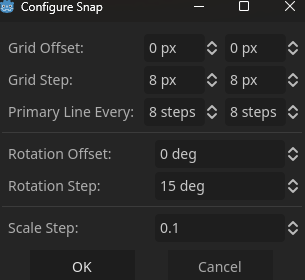 Configure Snap
Grid Offset: 0 px 0 px
Grid Step: 8 px 8 px
Primary Line Every: 8 steps 8 steps
Rotation Offset: 0 deg
Rotation Step: 15 deg
Scale Step: 0.1
OK Cancel